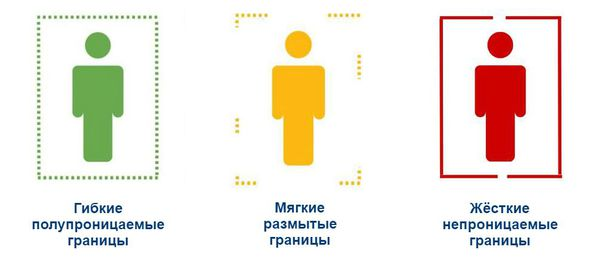 Гибкие
полупроницаемые
границы
Мягкие
размытые
границы
Жёсткие
непроницаемые
границы